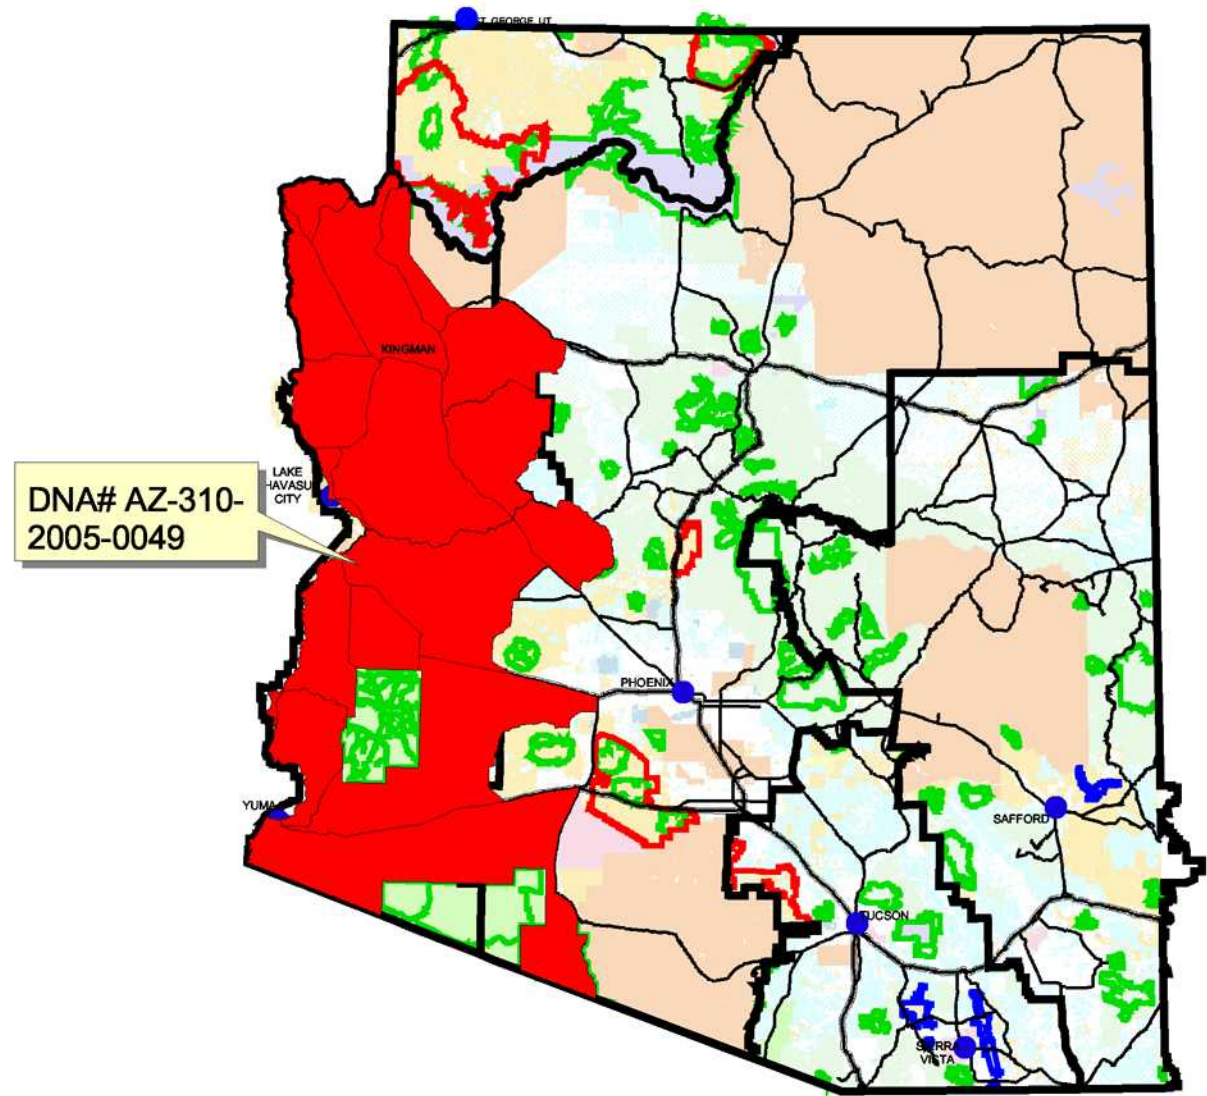 ST. GEORGE UT
KINGMAN
LAKE
HAVASU
CITY
DNA# AZ-310-
2005-0049
PHOENIX
YUMA
SAFFORD
TUCSON
SIERRA
VISTA